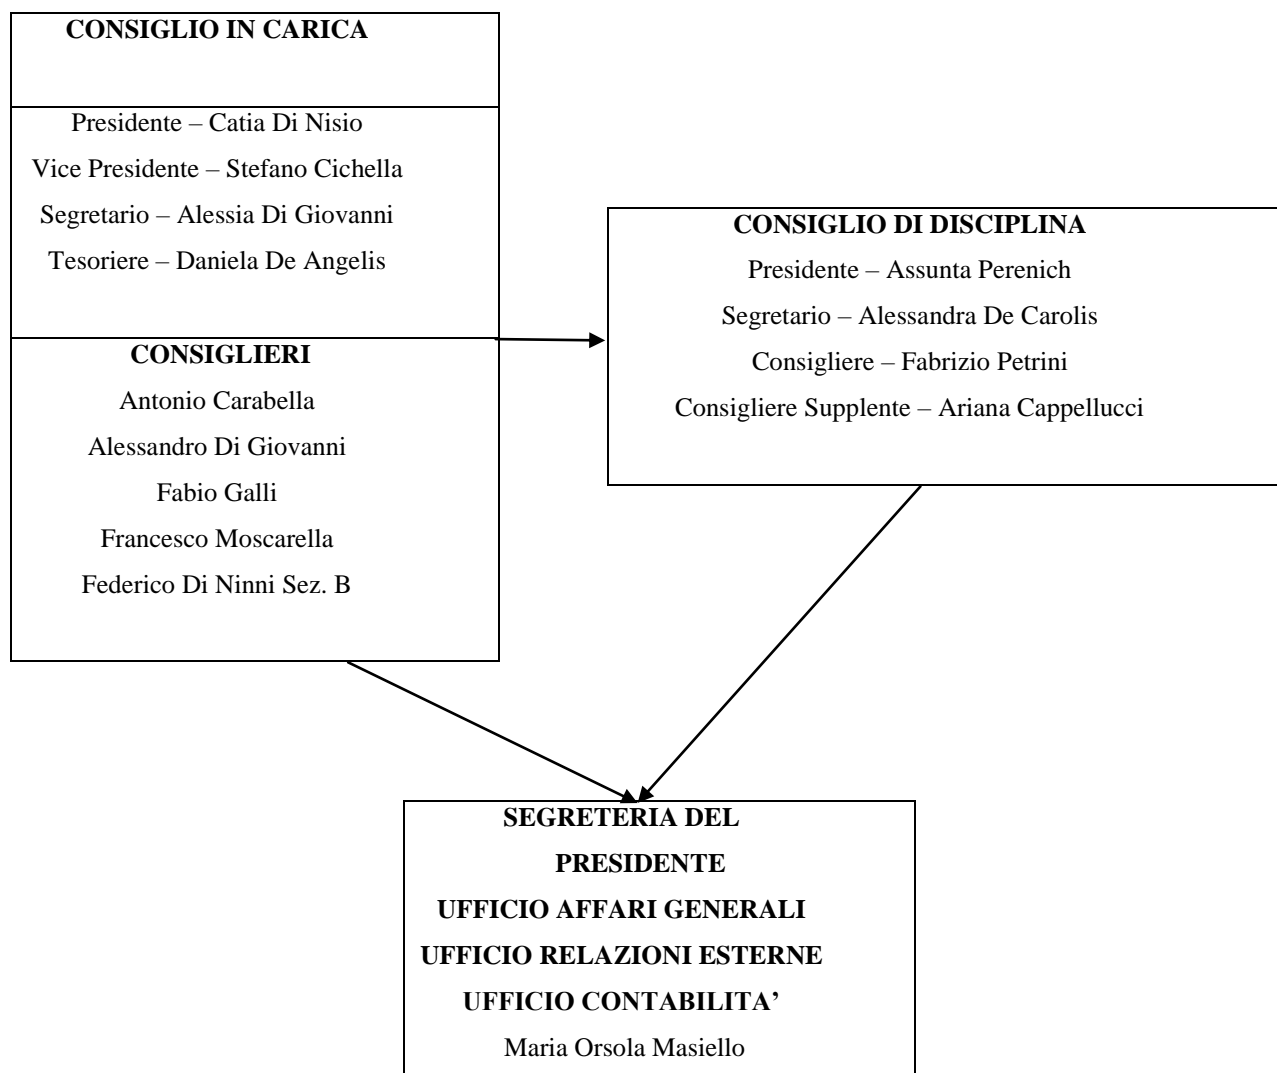 CONSIGLIO IN CARICA
Presidente – Catia Di Nisio
Vice Presidente – Stefano Cichella
Segretario – Alessia Di Giovanni
Tesoriere – Daniela De Angelis
CONSIGLIERI
Antonio Carabella
Alessandro Di Giovanni
Fabio Galli
Francesco Moscarella
Federico Di Ninni Sez. B
CONSIGLIO DI DISCIPLINA
Presidente – Assunta Perenich
Segretario – Alessandra De Carolis
Consigliere – Fabrizio Petrini
Consigliere Supplente – Ariana Cappellucci
SEGRETERIA DEL
PRESIDENTE
UFFICIO AFFARI GENERALI
UFFICIO RELAZIONI ESTERNE
UFFICIO CONTABILITA’
Maria Orsola Masiello